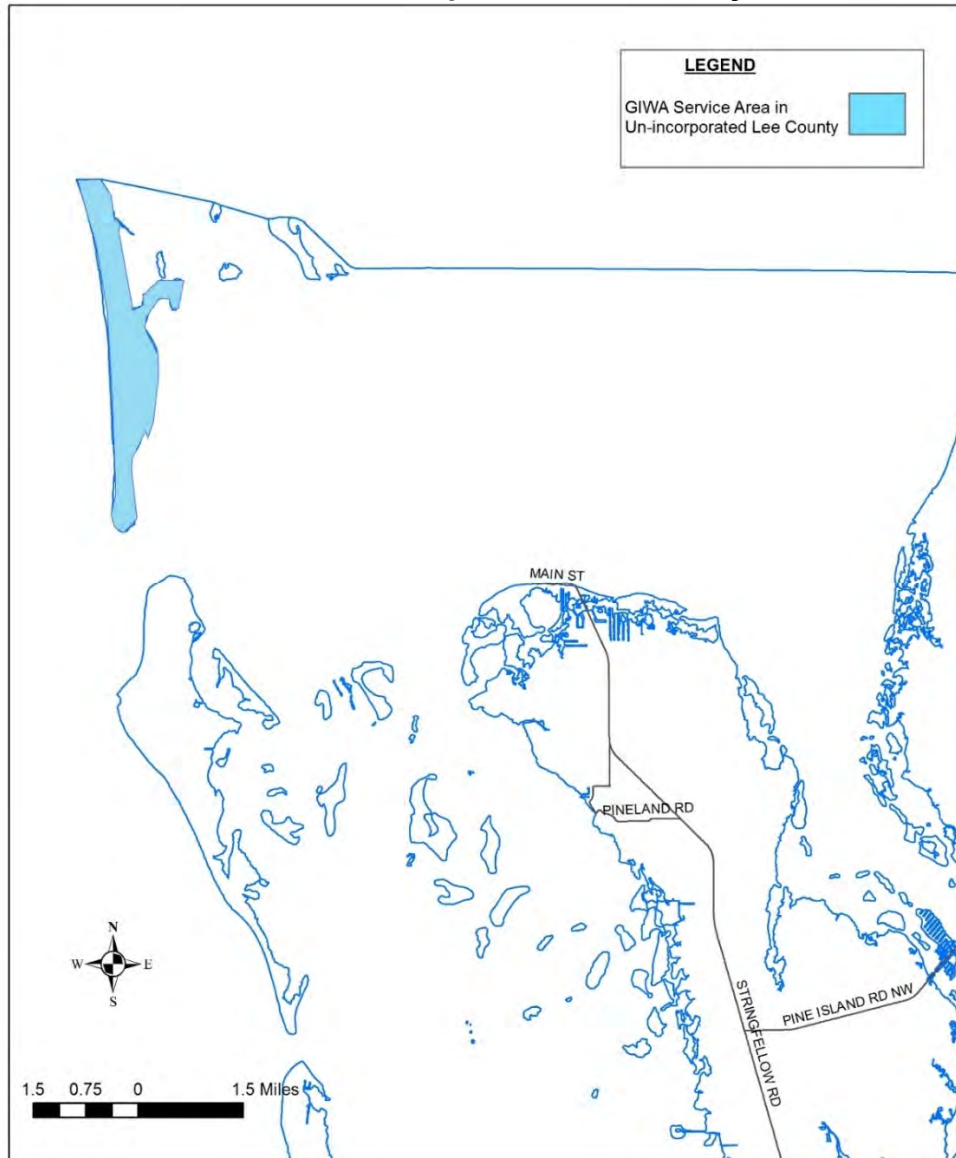 LEGEND
GIWA Service Area in
Un-incorporated Lee County
MAIN ST
PINELAND RD
N
W E
S
STRINGFELLOW RD
PINE ISLAND RD NW
1.5 0.75 0 1.5 Miles